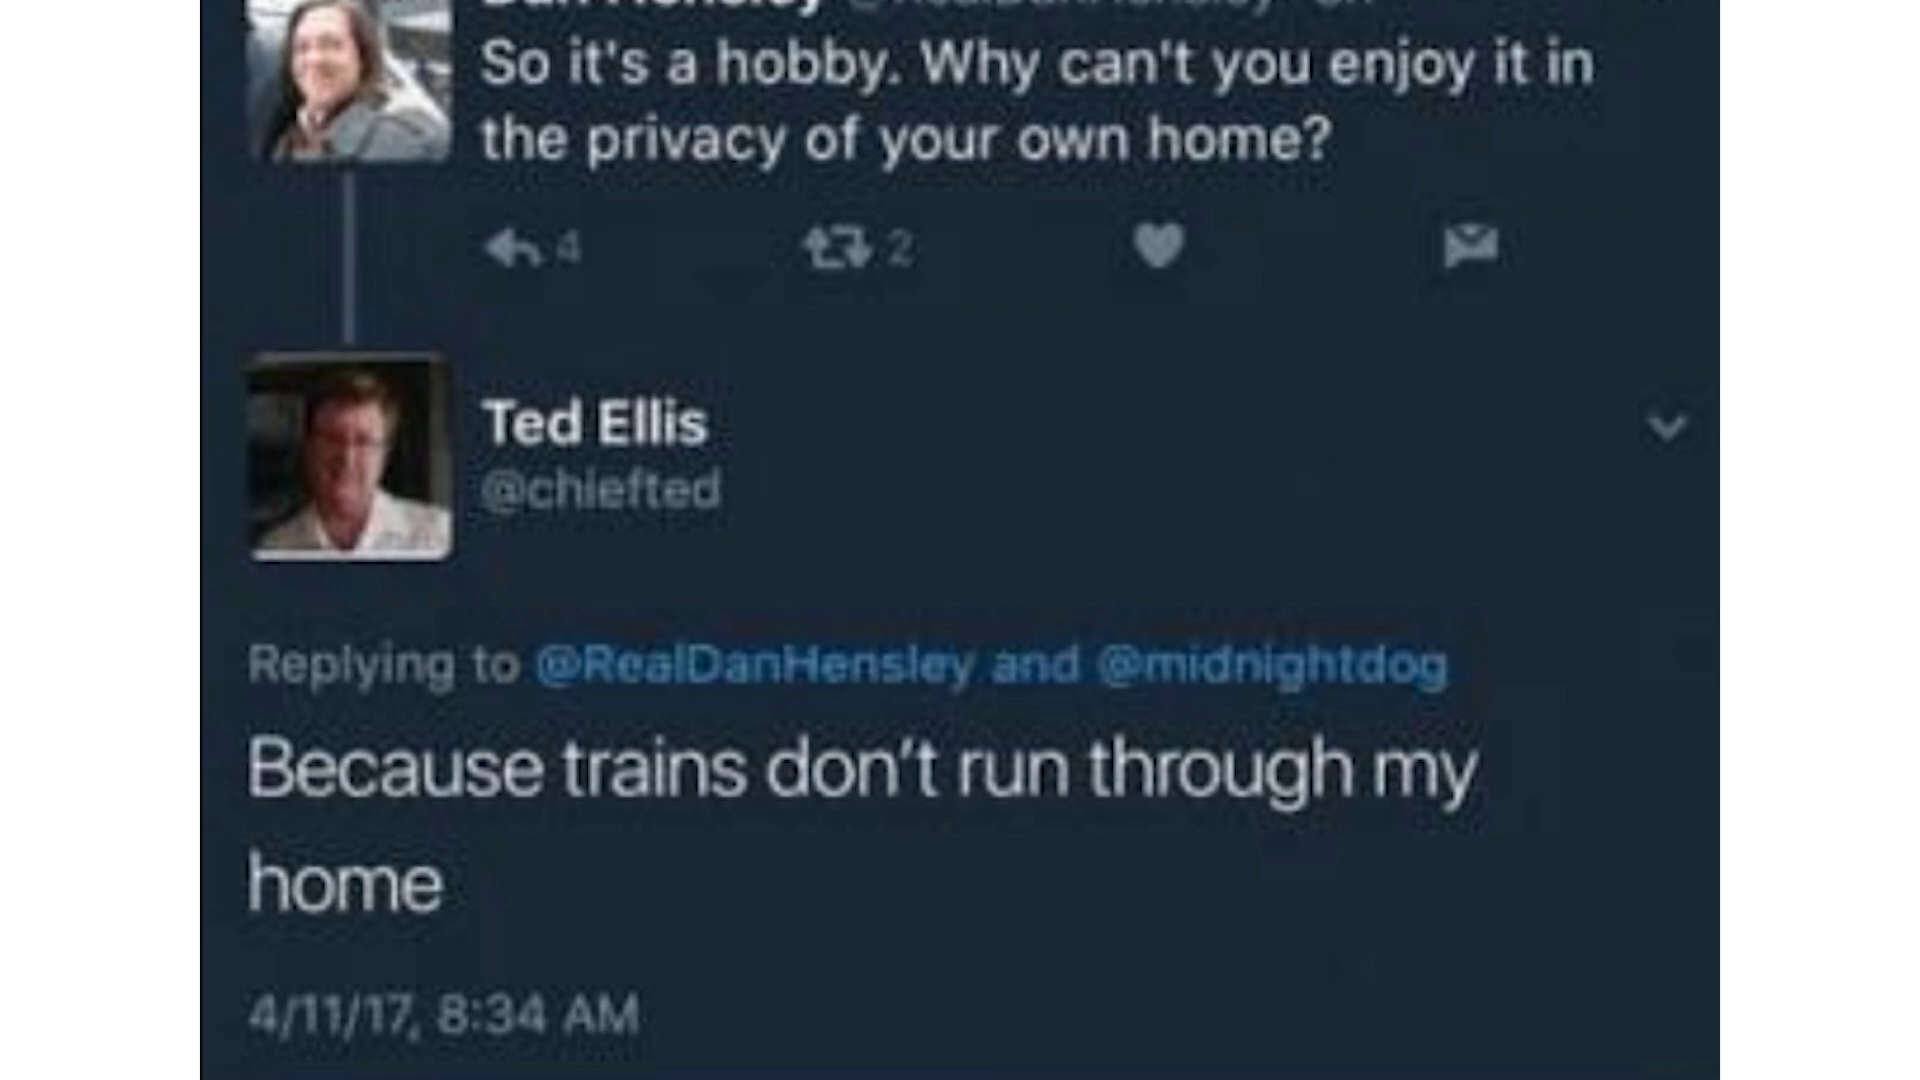 So it's a hobby. Why can't you enjoy it in
the privacy of your own home?
4 2
Ted Ellis
@chiefted
Replying to @RealDanHensley and @midnightdog
Because trains don’t run through my
home
4/11/17, 8:34 AM